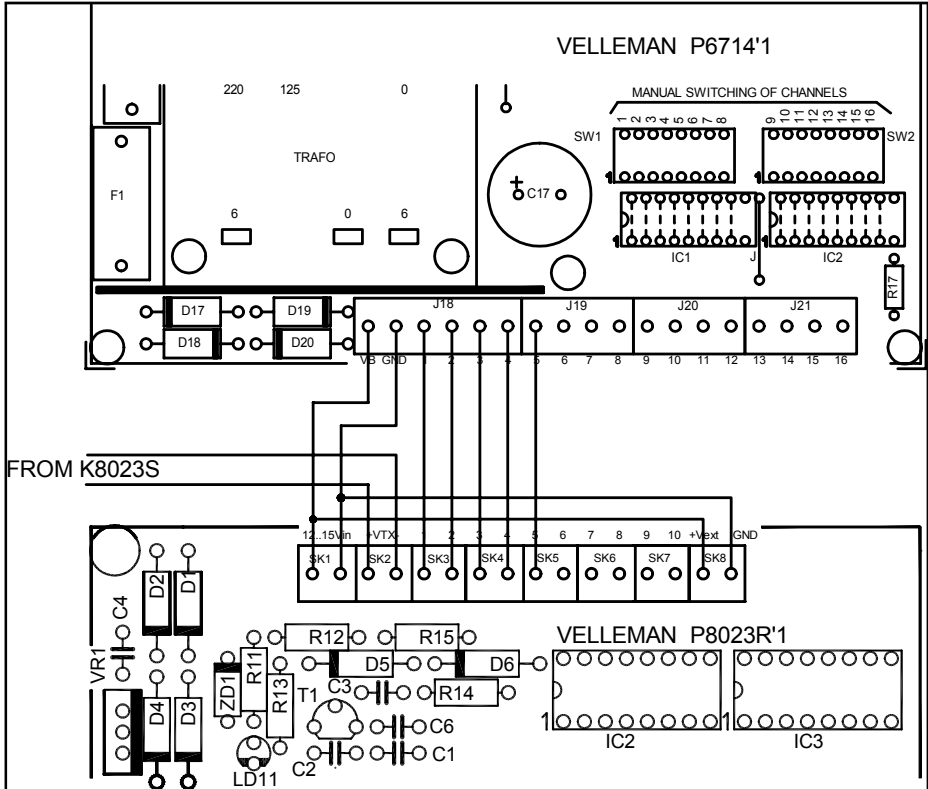 VELLEMAN P6714'1
220 125 0
MANUAL SWITCHING OF CHANNELS
1 2 3 4 5 6 7 8
9 10 11 12 13 14 15 16
SW1
SW2
TRAFO
F1
+
C17
1
1
6 0 6
1
1
IC1
J
IC2
R17
D17 D19
J18 J19 J20 J21
D18 D20
VB GND 1 2 3 4 5 6 7 8 9 10 11 12 13 14 15 16
FROM K8023S
12..15Vin +VTX- 1 2 3 4 5 6 7 8 9 10 +Vext GND
SK1 SK2 SK3 SK4 SK5 SK6 SK7 SK8
D2 D1
C4
VR1
R12 R15
VELLEMAN P8023R'1
R11
D5 D6
ZD1
R13
T1
C3
R14
D4 D3
C6
1
1
IC2
IC3
C2
C1
LD11